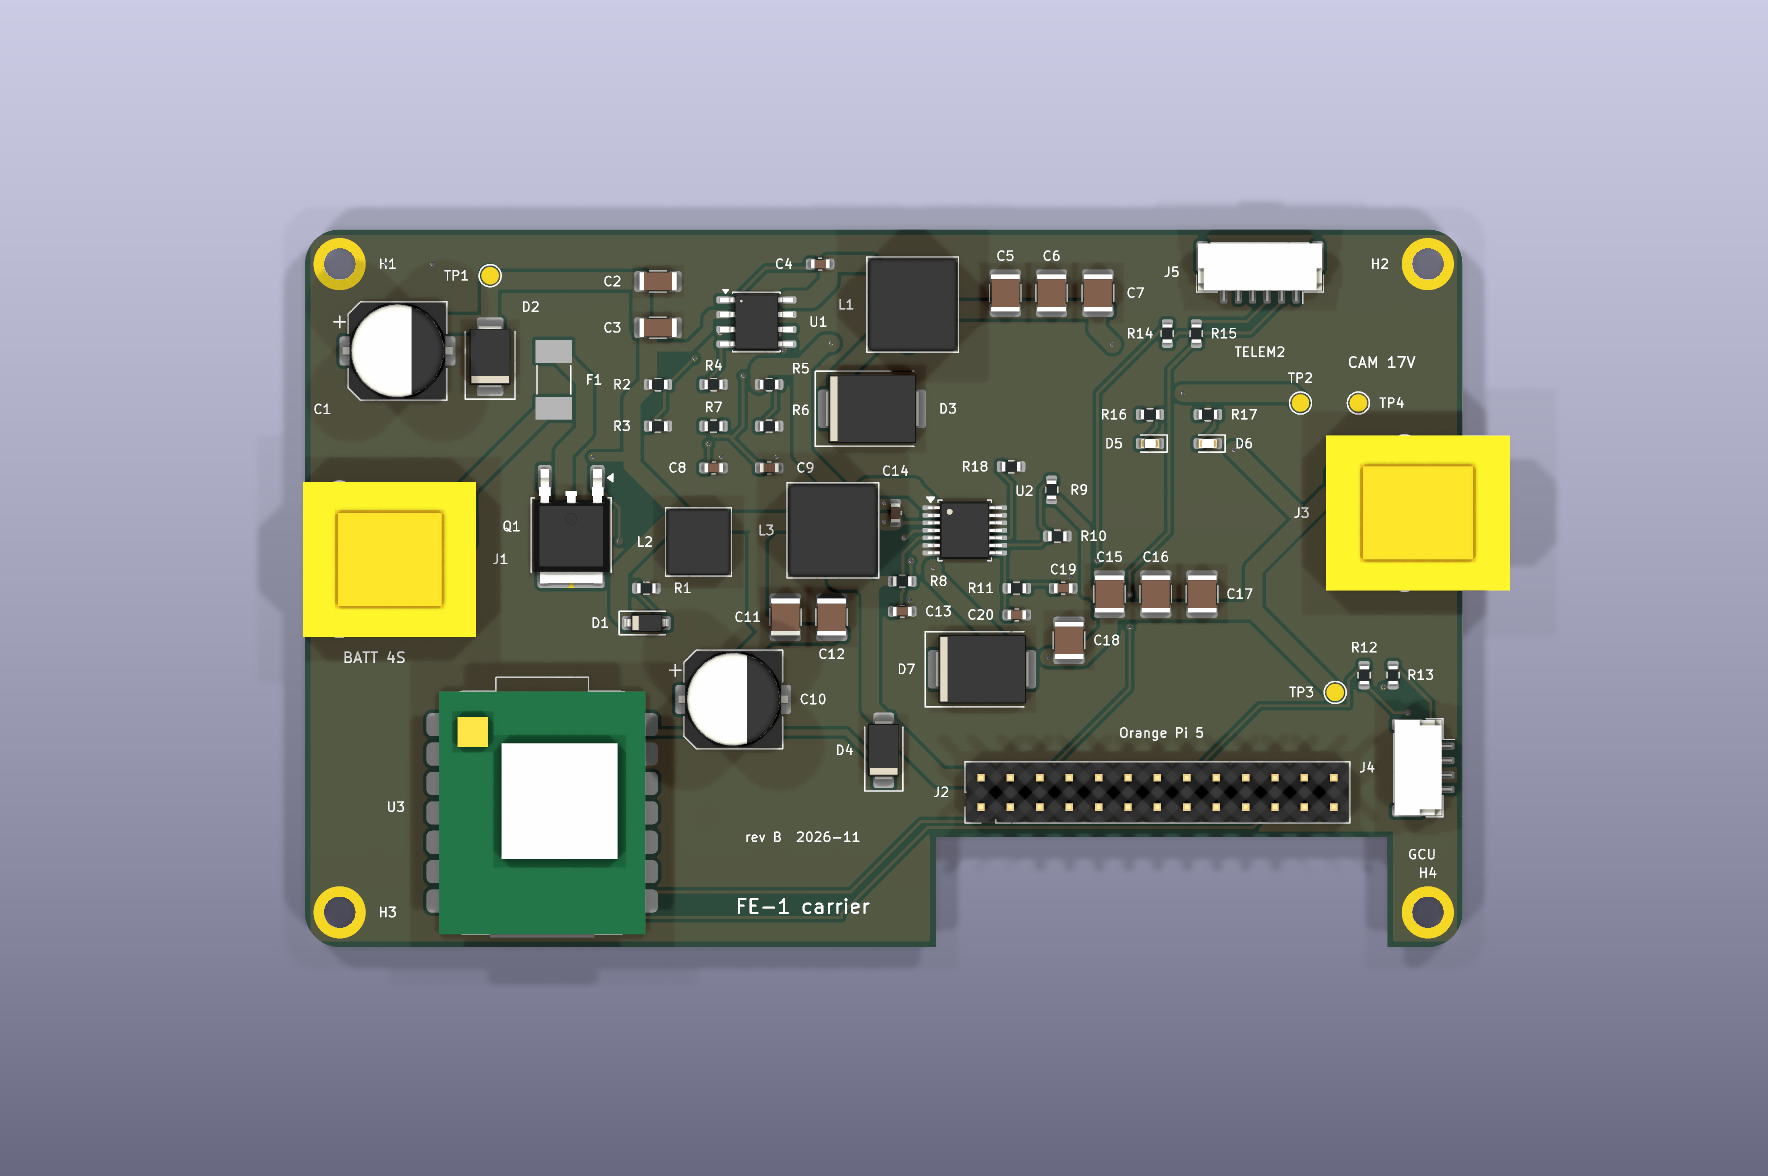 H1
TP1
C2
C4
C5
C6
J5
H2
D2
L1
C7
+
C3
U1
R14
R15
TELEM2
CAM 17V
R4
R5
F1
R2
TP2
TP4
C1
R7
R6
D3
R16
R17
R3
D5
D6
C8
C9
C14
R18
U2
R9
J3
Q1
L3
R10
J1
L2
C15
C16
C19
R1
R8
R11
C17
D1
C11
C13
C20
BATT 4S
C12
C18
R12
+
D7
R13
C10
TP3
Orange Pi 5
D4
J4
U3
J2
rev B  2026-11
GCU
H4
FE-1 carrier
H3